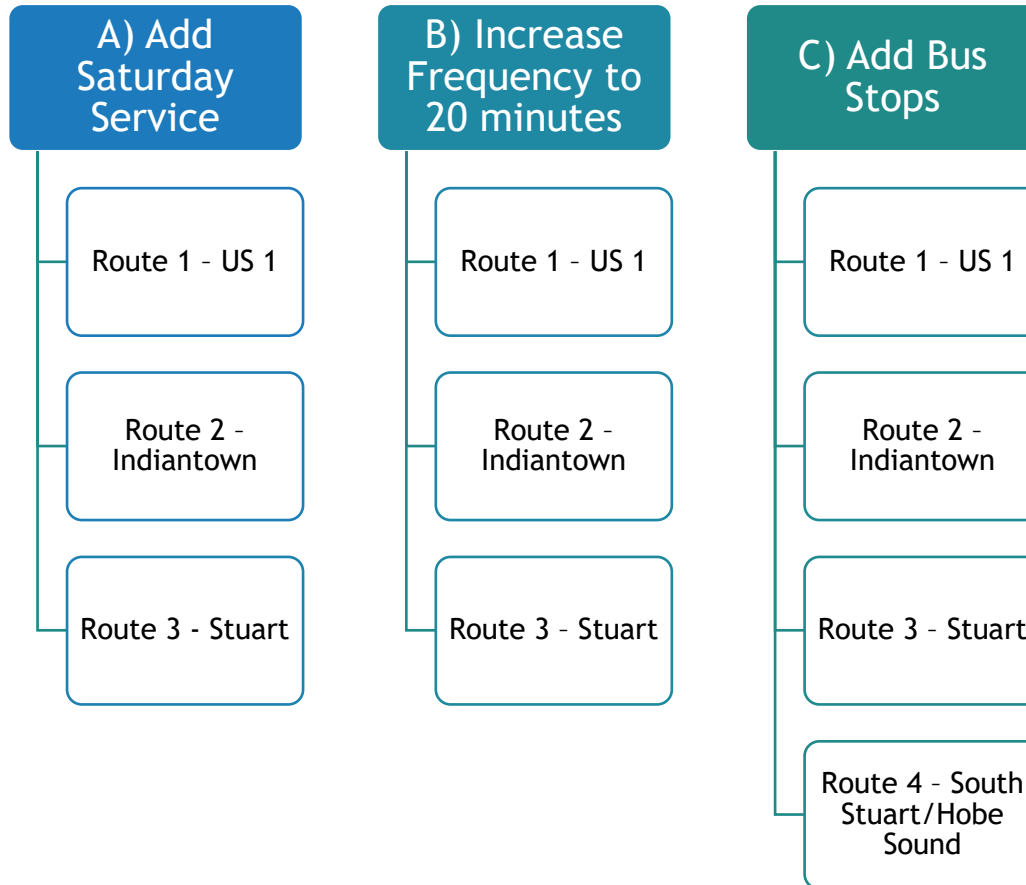 A) Add
Saturday
Service
Route 1 – US 1
Route 2 –
Indiantown
Route 3 - Stuart
B) Increase
Frequency to
20 minutes
Route 1 – US 1
Route 2 –
Indiantown
Route 3 – Stuart
C) Add Bus
Stops
Route 1 – US 1
Route 2 –
Indiantown
Route 3 – Stuart
Route 4 – South
Stuart/Hobe
Sound